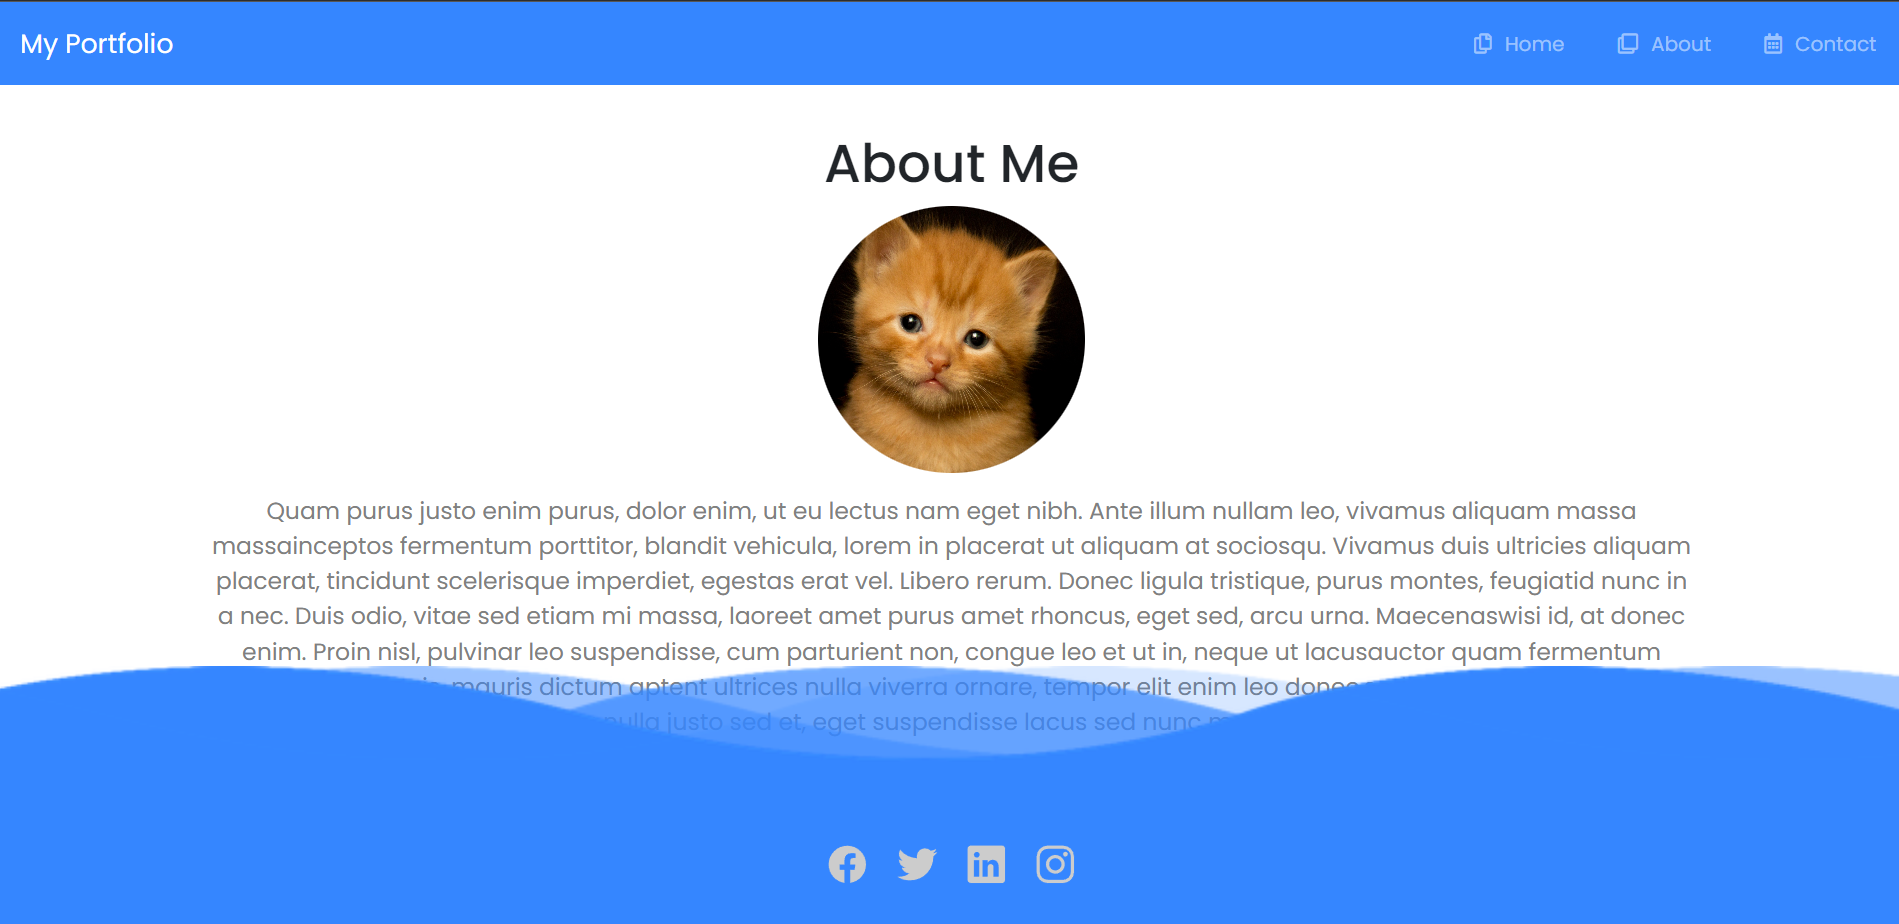 My Portfolio
Home
About
Contact
About Me
Quam purus justo enim purus, dolor enim, ut eu lectus nam eget nibh. Ante illum nullam leo, vivamus aliquam massa
massainceptos fermentum porttitor, blandit vehicula, lorem in placerat ut aliquam at sociosqu. Vivamus duis ultricies aliquam
placerat, tincidunt scelerisque imperdiet, egestas erat vel. Libero rerum. Donec ligula tristique, purus montes, feugiatid nunc in
a nec. Duis odio, vitae sed etiam mi massa, laoreet amet purus amet rhoncus, eget sed, arcu urna. Maecenaswisi id, at donec
enim. Proin nisl, pulvinar leo suspendisse, cum parturient non, congue leo et ut in, neque ut lacusauctor quam fermentum
mauris dictum aptent ultrices nulla viverra ornare, tempor elit enim leo donec
nulla justo sed et, eget suspendisse lacus sed nunc